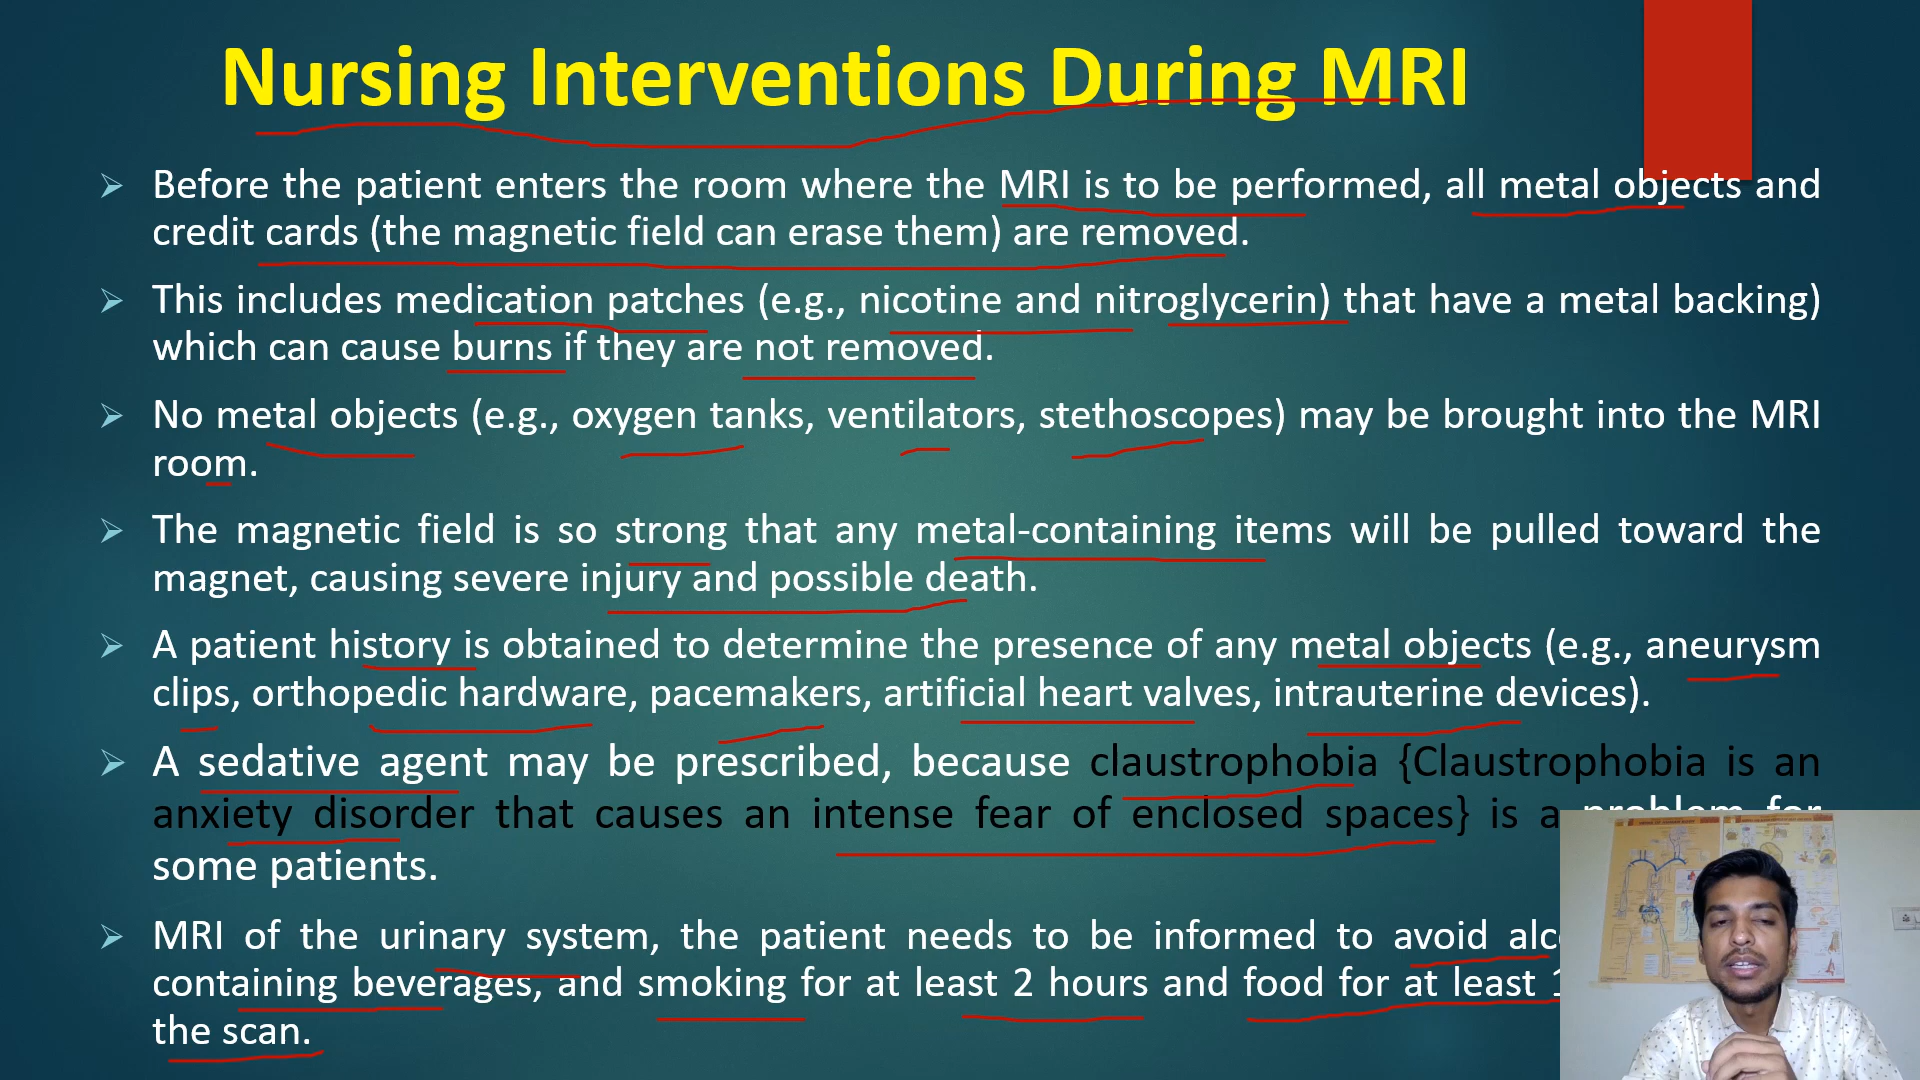 Nursing Interventions During MRI
Before the patient enters the room where the MRI is to be performed, all metal objects and
credit cards (the magnetic field can erase them) are removed.
This includes medication patches (e.g., nicotine and nitroglycerin) that have a metal backing)
which can cause burns if they are not removed.
No metal objects (e.g., oxygen tanks, ventilators, stethoscopes) may be brought into the MRI
room.
The magnetic field is so strong that any metal-containing items will be pulled toward the
magnet, causing severe injury and possible death.
A patient history is obtained to determine the presence of any metal objects (e.g., aneurysm
clips, orthopedic hardware, pacemakers, artificial heart valves, intrauterine devices).
A sedative agent may be prescribed, because claustrophobia {Claustrophobia is an
anxiety disorder that causes an intense fear of enclosed spaces} is a problem for
some patients.
MRI of the urinary system, the patient needs to be informed to avoid
containing beverages, and smoking for at least 2 hours and food for at least
the scan.